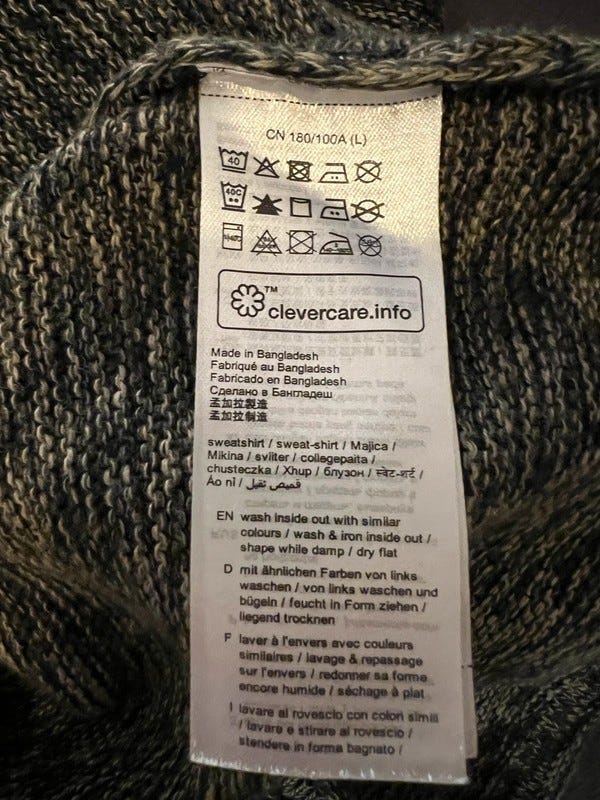 CN 180/100A (L)
40
40C
clevercare.info™
Made in Bangladesh
Fabriqué au Bangladesh
Fabricado en Bangladesh
Сделано в Бангладеш
孟加拉製造
孟加拉制造
sweatshirt / sweat-shirt / Majica /
Mikina / sviiter / collegepaita /
chusteczka / Xhup / блузон / स्वेट-शर्ट /
Áo nỉ / قميص ثقيل
EN wash inside out with similar
colours / wash & iron inside out /
shape while damp / dry flat
D mit ähnlichen Farben von links
waschen / von links waschen und
bügeln / feucht in Form ziehen /
liegend trocknen
F laver à l'envers avec couleurs
similaires / lavage & repassage
sur l'envers / redonner sa forme
encore humide / séchage à plat
I lavare al rovescio con colori simili
/ lavare e stirare al rovescio /
stendere in forma bagnato /